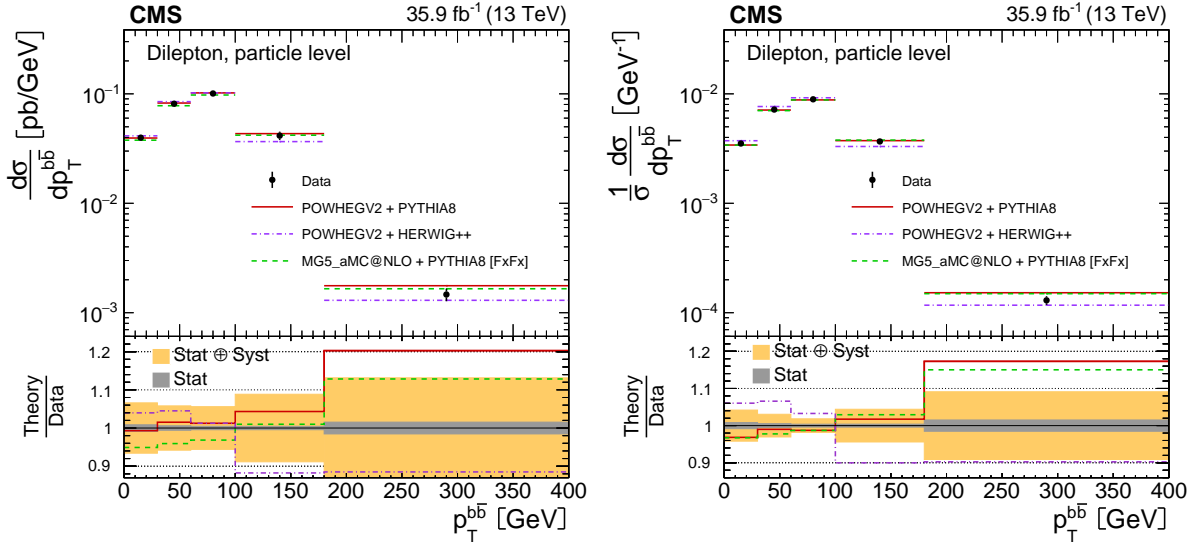 CMS 35.9 fb⁻¹ (13 TeV)
Dilepton, particle level
dσ/dp_T^{bb̄} [pb/GeV]
10⁻¹
10⁻²
10⁻³
Data
POWHEGV2 + PYTHIA8
POWHEGV2 + HERWIG++
MG5_aMC@NLO + PYTHIA8 [FxFx]
Theory/Data
1.2
1.1
1
0.9
Stat ⊕ Syst
Stat
0 50 100 150 200 250 300 350 400
p_T^{bb̄} [GeV]
CMS 35.9 fb⁻¹ (13 TeV)
Dilepton, particle level
1/σ dσ/dp_T^{bb̄} [GeV⁻¹]
10⁻²
10⁻³
10⁻⁴
Data
POWHEGV2 + PYTHIA8
POWHEGV2 + HERWIG++
MG5_aMC@NLO + PYTHIA8 [FxFx]
Theory/Data
1.2
1.1
1
0.9
Stat ⊕ Syst
Stat
0 50 100 150 200 250 300 350 400
p_T^{bb̄} [GeV]